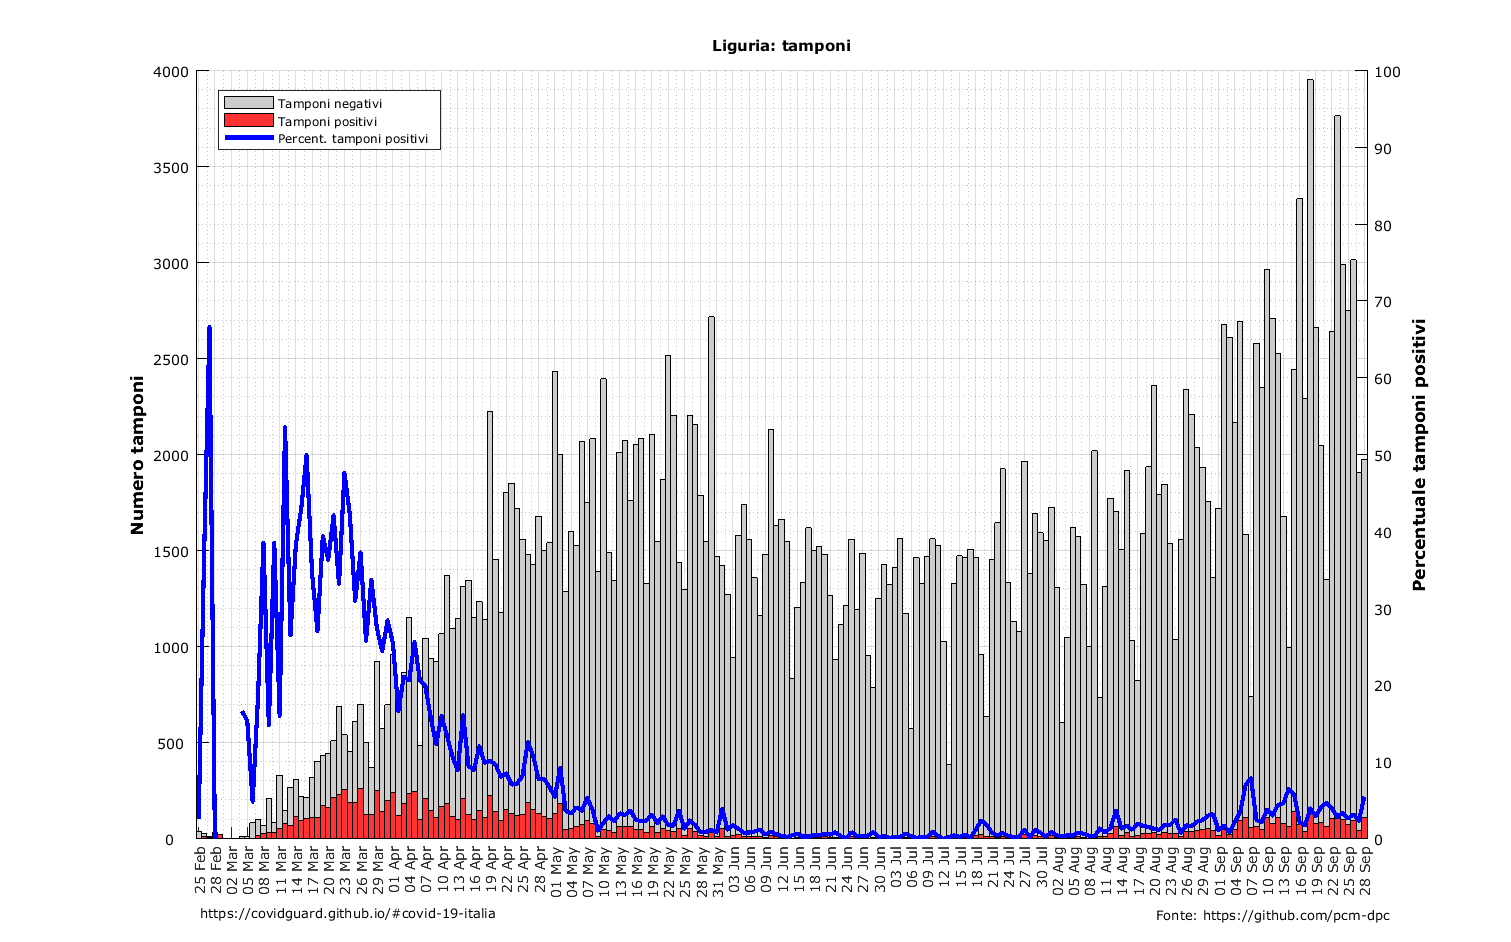 Liguria: tamponi
Tamponi negativi
Tamponi positivi
Percent. tamponi positivi
Numero tamponi
4000
3500
3000
2500
2000
1500
1000
500
0
100
90
80
70
60
50
40
30
20
10
0
Percentuale tamponi positivi
25 Feb
28 Feb
02 Mar
05 Mar
08 Mar
11 Mar
14 Mar
17 Mar
20 Mar
23 Mar
26 Mar
29 Mar
01 Apr
04 Apr
07 Apr
10 Apr
13 Apr
16 Apr
19 Apr
22 Apr
25 Apr
28 Apr
01 May
04 May
07 May
10 May
13 May
16 May
19 May
22 May
25 May
28 May
31 May
03 Jun
06 Jun
09 Jun
12 Jun
15 Jun
18 Jun
21 Jun
24 Jun
27 Jun
30 Jun
03 Jul
06 Jul
09 Jul
12 Jul
15 Jul
18 Jul
21 Jul
24 Jul
27 Jul
30 Jul
02 Aug
05 Aug
08 Aug
11 Aug
14 Aug
17 Aug
20 Aug
23 Aug
26 Aug
29 Aug
01 Sep
04 Sep
07 Sep
10 Sep
13 Sep
16 Sep
19 Sep
22 Sep
25 Sep
28 Sep
https://covidguard.github.io/#covid-19-italia
Fonte: https://github.com/pcm-dpc